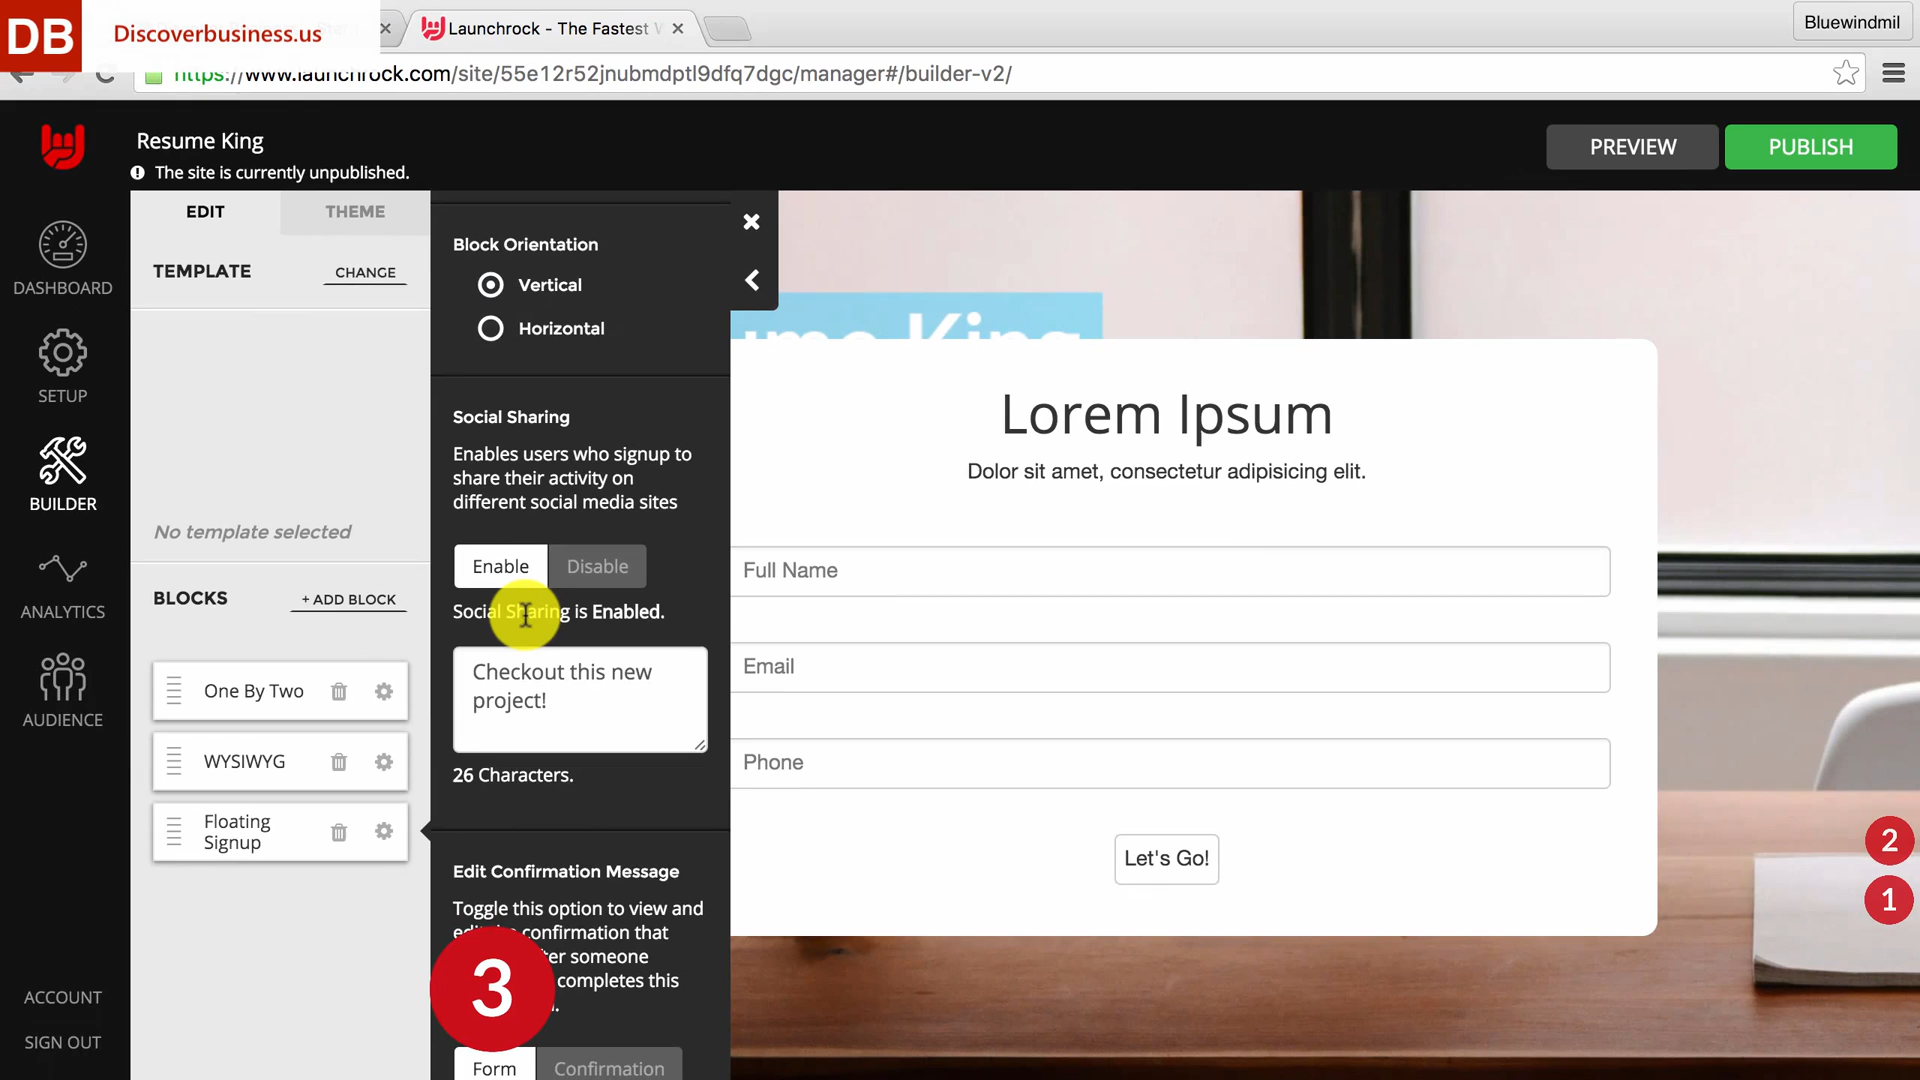 DB
Discoverbusiness.us
Launchrock - The Fastest
Bluewindmil
https://www.launchrock.com/site/55e12r52jnubmdptl9dfq7dgc/manager#/builder-v2/
Resume King
The site is currently unpublished.
PREVIEW
PUBLISH
DASHBOARD
SETUP
BUILDER
ANALYTICS
AUDIENCE
ACCOUNT
SIGN OUT
EDIT
THEME
TEMPLATE
CHANGE
No template selected
BLOCKS
+ ADD BLOCK
One By Two
WYSIWYG
Floating
Signup
Block Orientation
Vertical
Horizontal
Social Sharing
Enables users who signup to
share their activity on
different social media sites
Enable
Disable
Social Sharing is Enabled.
Checkout this new
project!
26 Characters.
Edit Confirmation Message
Toggle this option to view and
confirmation that
someone
completes this
Form
Confirmation
3
King
Lorem Ipsum
Dolor sit amet, consectetur adipisicing elit.
Full Name
Email
Phone
Let's Go!
2
1